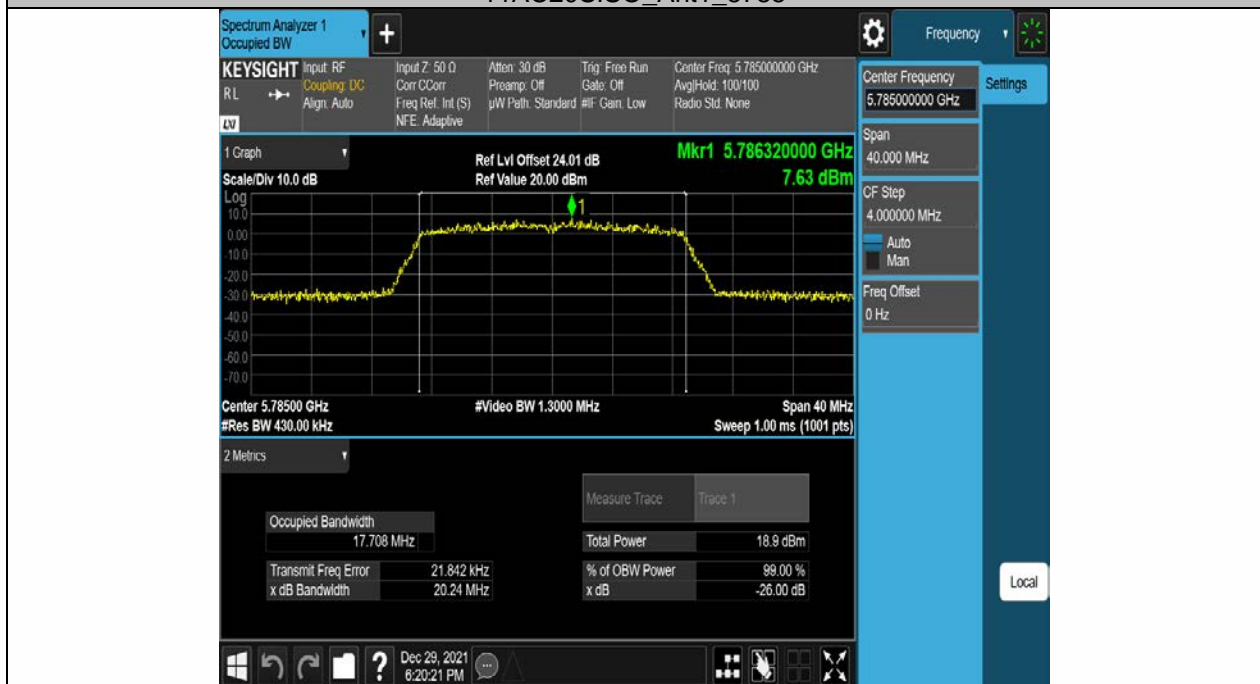 Spectrum Analyzer 1
Occupied BW
+
Frequency
KEYSIGHT
RL
LXI
Input: RF
Coupling: DC
Align: Auto
Input Z: 50 Ω
Corr CCorr
Freq Ref: Int (S)
NFE: Adaptive
Atten: 30 dB
Preamp: Off
µW Path: Standard
Trig: Free Run
Gate: Off
#IF Gain: Low
Center Freq: 5.785000000 GHz
Avg|Hold: 100/100
Radio Std: None
Center Frequency
5.785000000 GHz
Settings
Span
40.000 MHz
CF Step
4.000000 MHz
Auto
Man
Freq Offset
0 Hz
Local
1 Graph
Scale/Div 10.0 dB
Ref Lvl Offset 24.01 dB
Ref Value 20.00 dBm
Mkr1 5.786320000 GHz
7.63 dBm
Log
10.0
0.00
-10.0
-20.0
-30.0
-40.0
-50.0
-60.0
-70.0
1
Center 5.78500 GHz
#Res BW 430.00 kHz
#Video BW 1.3000 MHz
Span 40 MHz
Sweep 1.00 ms (1001 pts)
2 Metrics
Measure Trace Trace 1
Occupied Bandwidth
17.708 MHz
Total Power 18.9 dBm
Transmit Freq Error 21.842 kHz
% of OBW Power 99.00 %
x dB Bandwidth 20.24 MHz
x dB -26.00 dB
?
Dec 29, 2021
6:20:21 PM